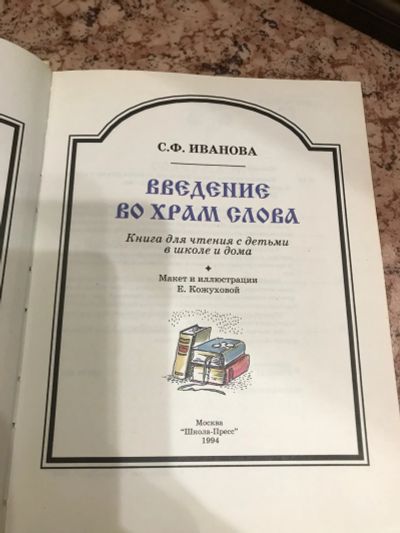 С.Ф. ИВАНОВА
ВВЕДЕНИЕ
ВО ХРАМ СЛОВА
Книга для чтения с детьми
в школе и дома
Макет и иллюстрации
Е. Кожуховой
Москва
"Школа-Пресс"
1994